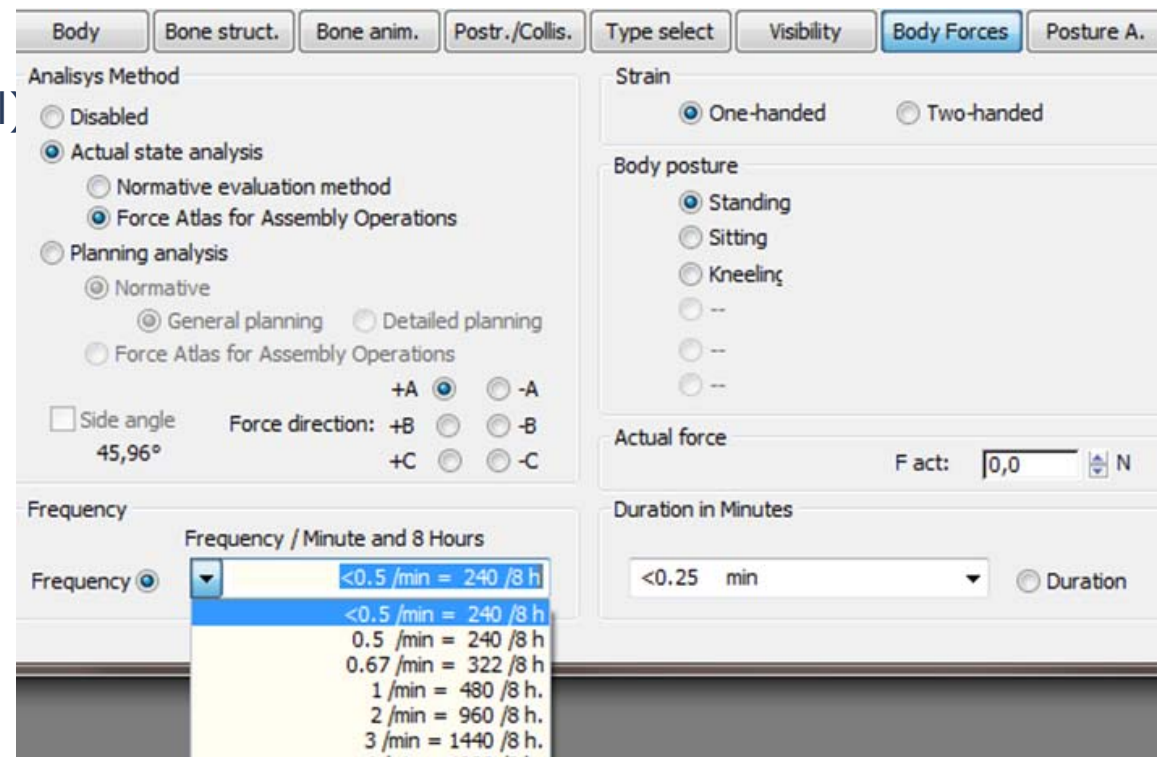 Body Bone struct. Bone anim. Postr./Collis. Type select Visibility Body Forces Posture A.
Analisys Method
Disabled
Actual state analysis
Normative evaluation method
Force Atlas for Assembly Operations
Planning analysis
Normative
General planning Detailed planning
Force Atlas for Assembly Operations
+A -A
Side angle Force direction: +B -B
45,96° +C -C
Strain
One-handed Two-handed
Body posture
Standing
Sitting
Kneeling
--
--
--
Actual force
F act: 0,0 N
Frequency
Frequency / Minute and 8 Hours
Frequency <0.5 /min = 240 /8 h
<0.5 /min = 240 /8 h
0.5 /min = 240 /8 h
0.67 /min = 322 /8 h
1 /min = 480 /8 h.
2 /min = 960 /8 h.
3 /min = 1440 /8 h.
Duration in Minutes
<0.25 min Duration